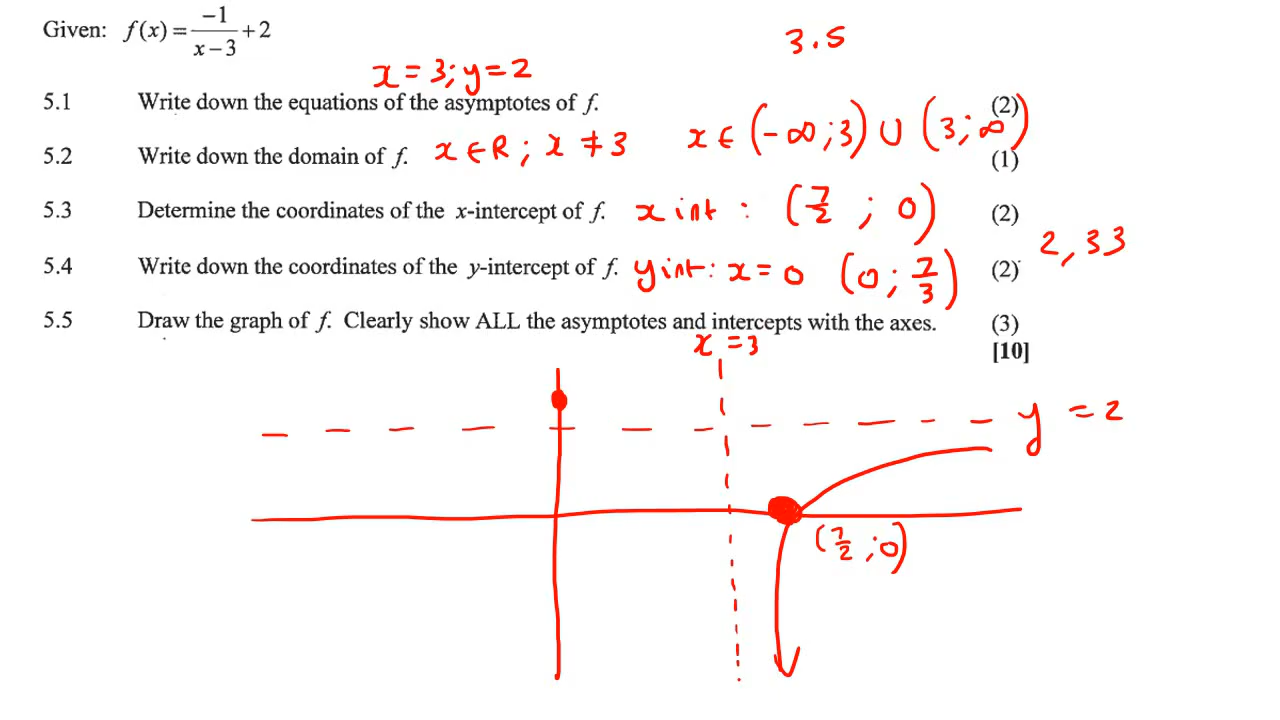 Given: f(x) = \frac{-1}{x-3} + 2
3.5
x = 3; y = 2
5.1 Write down the equations of the asymptotes of f. (2)
5.2 Write down the domain of f. x ∈ R ; x ≠ 3 x ∈ (-∞ ; 3) ∪ (3 ; ∞) (1)
5.3 Determine the coordinates of the x-intercept of f. x int : (\frac{7}{2} ; 0) (2)
5.4 Write down the coordinates of the y-intercept of f. y int: x = 0 (0 ; \frac{7}{3}) (2) 2,33
5.5 Draw the graph of f. Clearly show ALL the asymptotes and intercepts with the axes. (3)
[10]
x = 3
y = 2
(\frac{7}{2} ; 0)